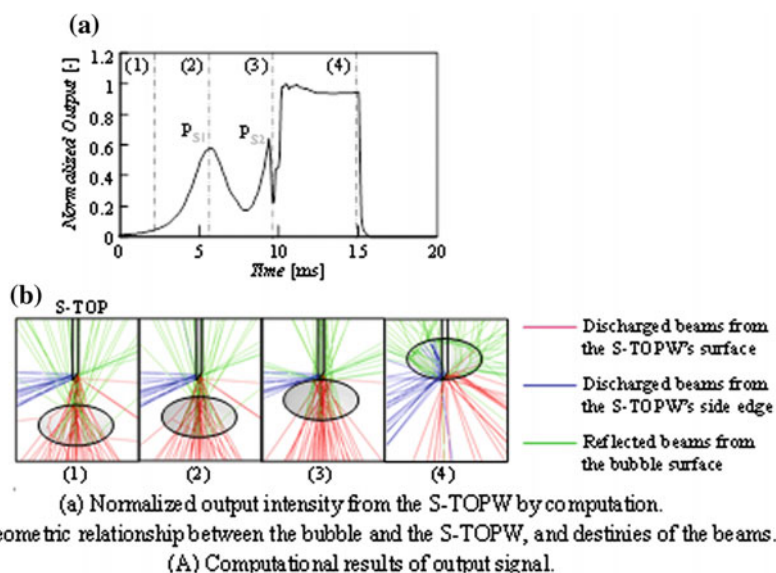 (a)
1.2
(1) (2) (3) (4)
1
0.8
0.6
0.4
0.2
0
P S1 P S2
Normalized Output [-]
0 5 10 15 20
Time [ms]
(b)
S-TOP
Discharged beams from
the S-TOPW's surface
Discharged beams from
the S-TOPW's side edge
Reflected beams from
the bubble surface
(1) (2) (3) (4)
(a) Normalized output intensity from the S-TOPW by computation.
eometric relationship between the bubble and the S-TOPW, and destinies of the beams.
(A) Computational results of output signal.